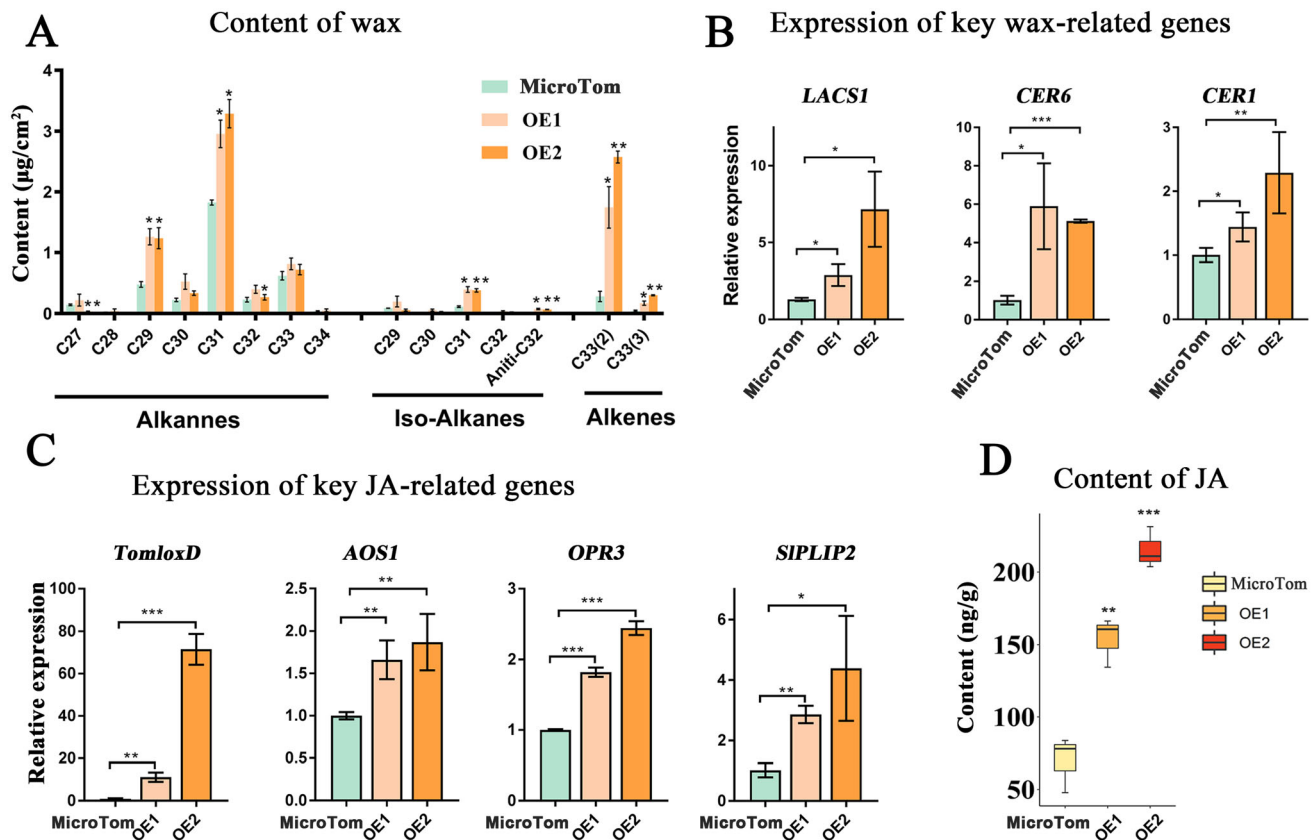 A Content of wax
Content (µg/cm²)
4
3
2
1
0
MicroTom
OE1
OE2
* * * * * * * * * * * * * * * * * * * * * *
C27 C28 C29 C30 C31 C32 C33 C34 C29 C30 C31 C32 Aniti-C32 C33(2) C33(3)
Alkannes Iso-Alkanes Alkenes
B Expression of key wax-related genes
LACS1 CER6 CER1
Relative expression
12
9
6
3
0
* *
MicroTom OE1 OE2
10
8
6
4
2
0
* ***
MicroTom OE1 OE2
3
2
1
0
* **
MicroTom OE1 OE2
C Expression of key JA-related genes
TomloxD AOS1 OPR3 SlPLIP2
Relative expression
100
80
60
40
20
0
** ***
MicroTom OE1 OE2
2.5
2.0
1.5
1.0
0.5
0.0
** **
MicroTom OE1 OE2
3
2
1
0
*** ***
MicroTom OE1 OE2
6
4
2
0
** *
MicroTom OE1 OE2
D Content of JA
Content (ng/g)
200
150
100
50
** ***
MicroTom
OE1
OE2